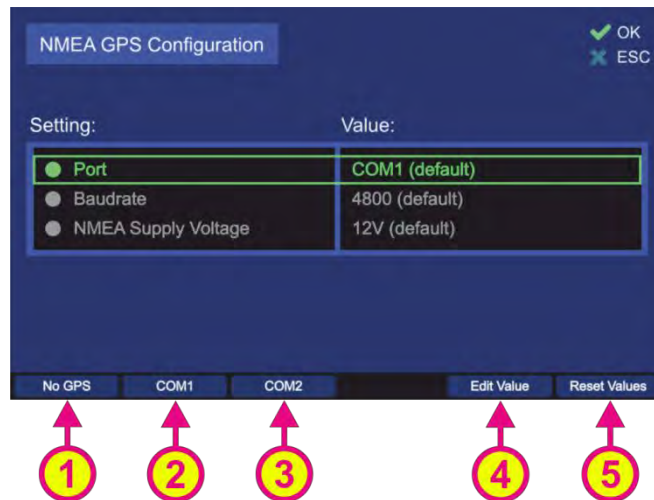 NMEA GPS Configuration
OK
ESC
Setting:
Value:
Port
COM1 (default)
Baudrate
4800 (default)
NMEA Supply Voltage
12V (default)
No GPS
COM1
COM2
Edit Value
Reset Values
1
2
3
4
5